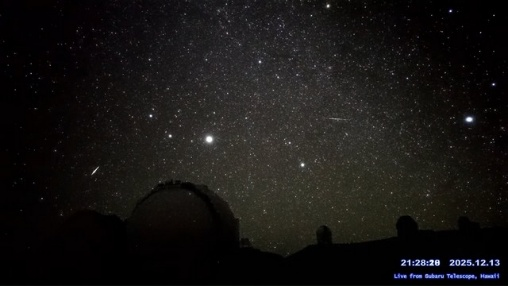 21:28:20 2025.12.13
Live from Subaru Telescope, Hawaii